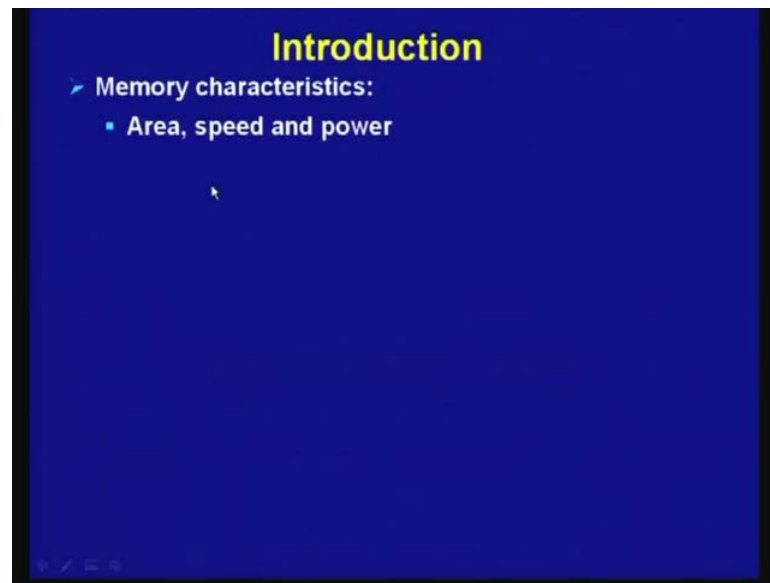 Introduction
Memory characteristics:
Area, speed and power